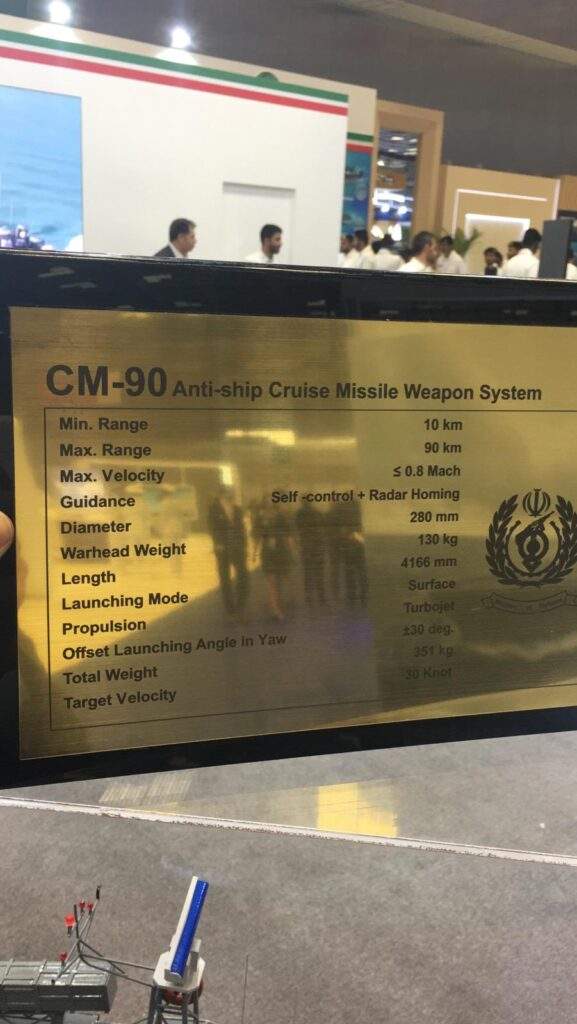 CM-90 Anti-ship Cruise Missile Weapon System
Min. Range 10 km
Max. Range 90 km
Max. Velocity ≤ 0.8 Mach
Guidance Self -control + Radar Homing
Diameter 280 mm
Warhead Weight 130 kg
Length 4166 mm
Launching Mode Surface
Propulsion Turbojet
Offset Launching Angle in Yaw ±30 deg.
Total Weight 351 kg
Target Velocity 30 Knot